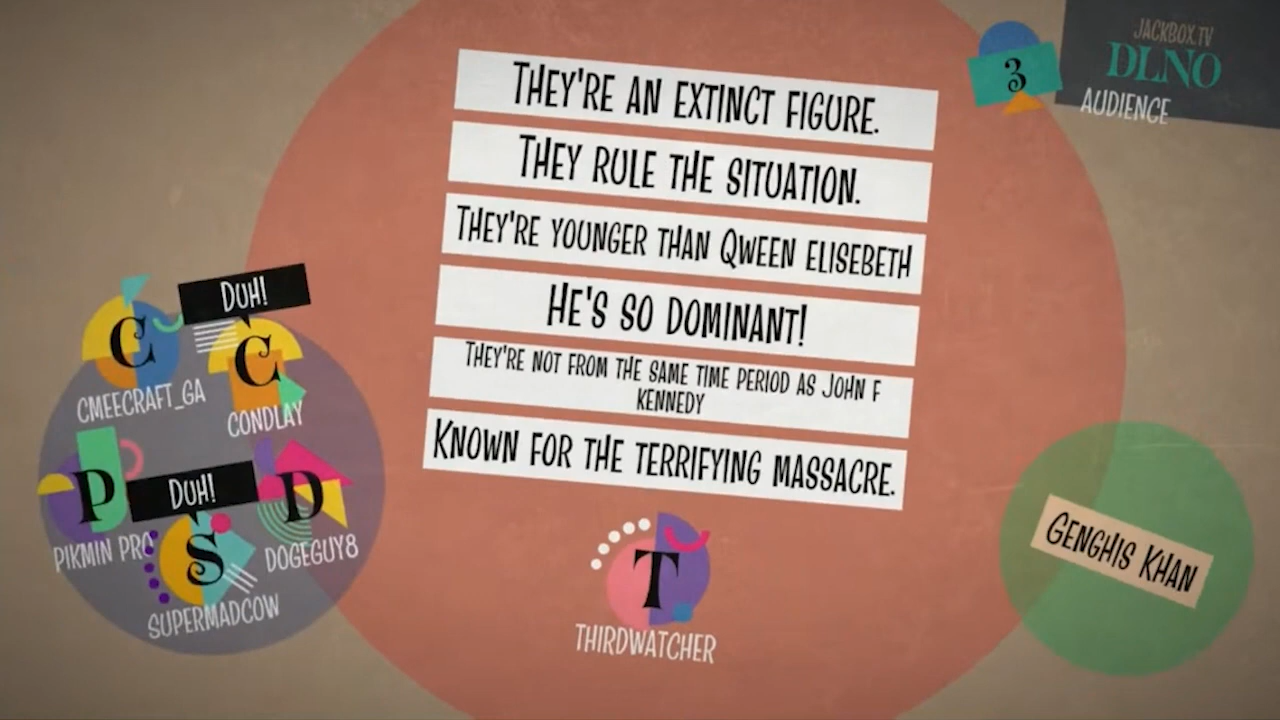 THEY'RE AN EXTINCT FIGURE.
THEY RULE THE SITUATION.
THEY'RE YOUNGER THAN QWEEN ELISEBETH
HE'S SO DOMINANT!
THEY'RE NOT FROM THE SAME TIME PERIOD AS JOHN F
KENNEDY
KNOWN FOR THE TERRIFYING MASSACRE.
3
JACKBOX.TV
DLNO
AUDIENCE
DUH!
C
CMEECRAFT_GA
C
CONDLAY
P
PIKMIN PRO
DUH!
D
DOGEGUY8
S
SUPERMADCOW
T
THIRDWATCHER
GENGHIS KHAN